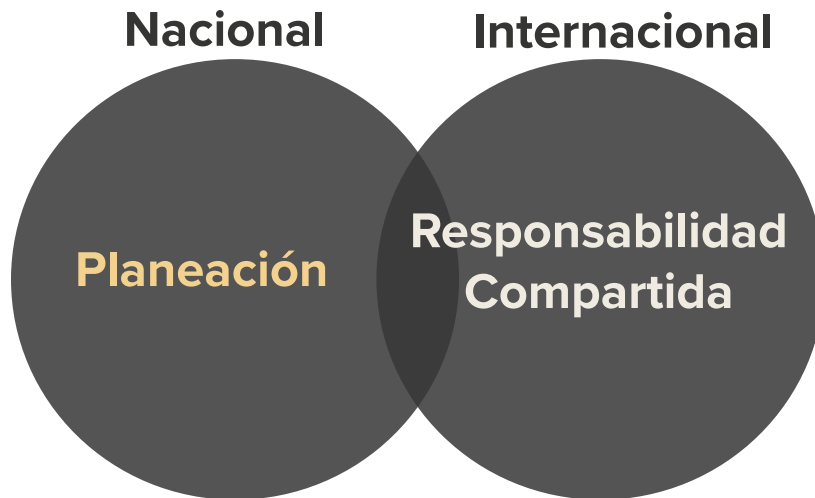 Nacional
Internacional
Planeación
Responsabilidad
Compartida